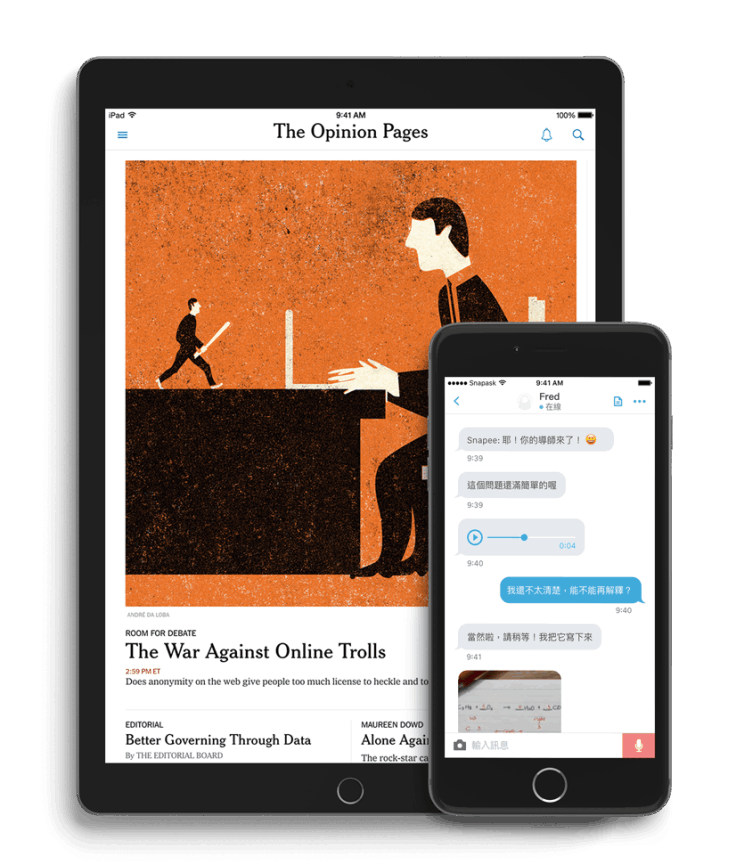 iPad
9:41 AM
100%
The Opinion Pages
ANDRÉ DA LOBA
ROOM FOR DEBATE
The War Against Online Trolls
2:59 PM ET
Does anonymity on the web give people too much license to heckle and to
EDITORIAL
Better Governing Through Data
By THE EDITORIAL BOARD
MAUREEN DOWD
Alone Agai
The rock-star ca
Snapask
9:41 AM
Fred
在線
Snapee: 耶！你的導師來了！ 😄
9:39
這個問題還滿簡單的喔
9:39
0:04
9:40
我還不太清楚，能不能再解釋？
9:40
當然啦，請稍等！我把它寫下來
9:41
輸入訊息